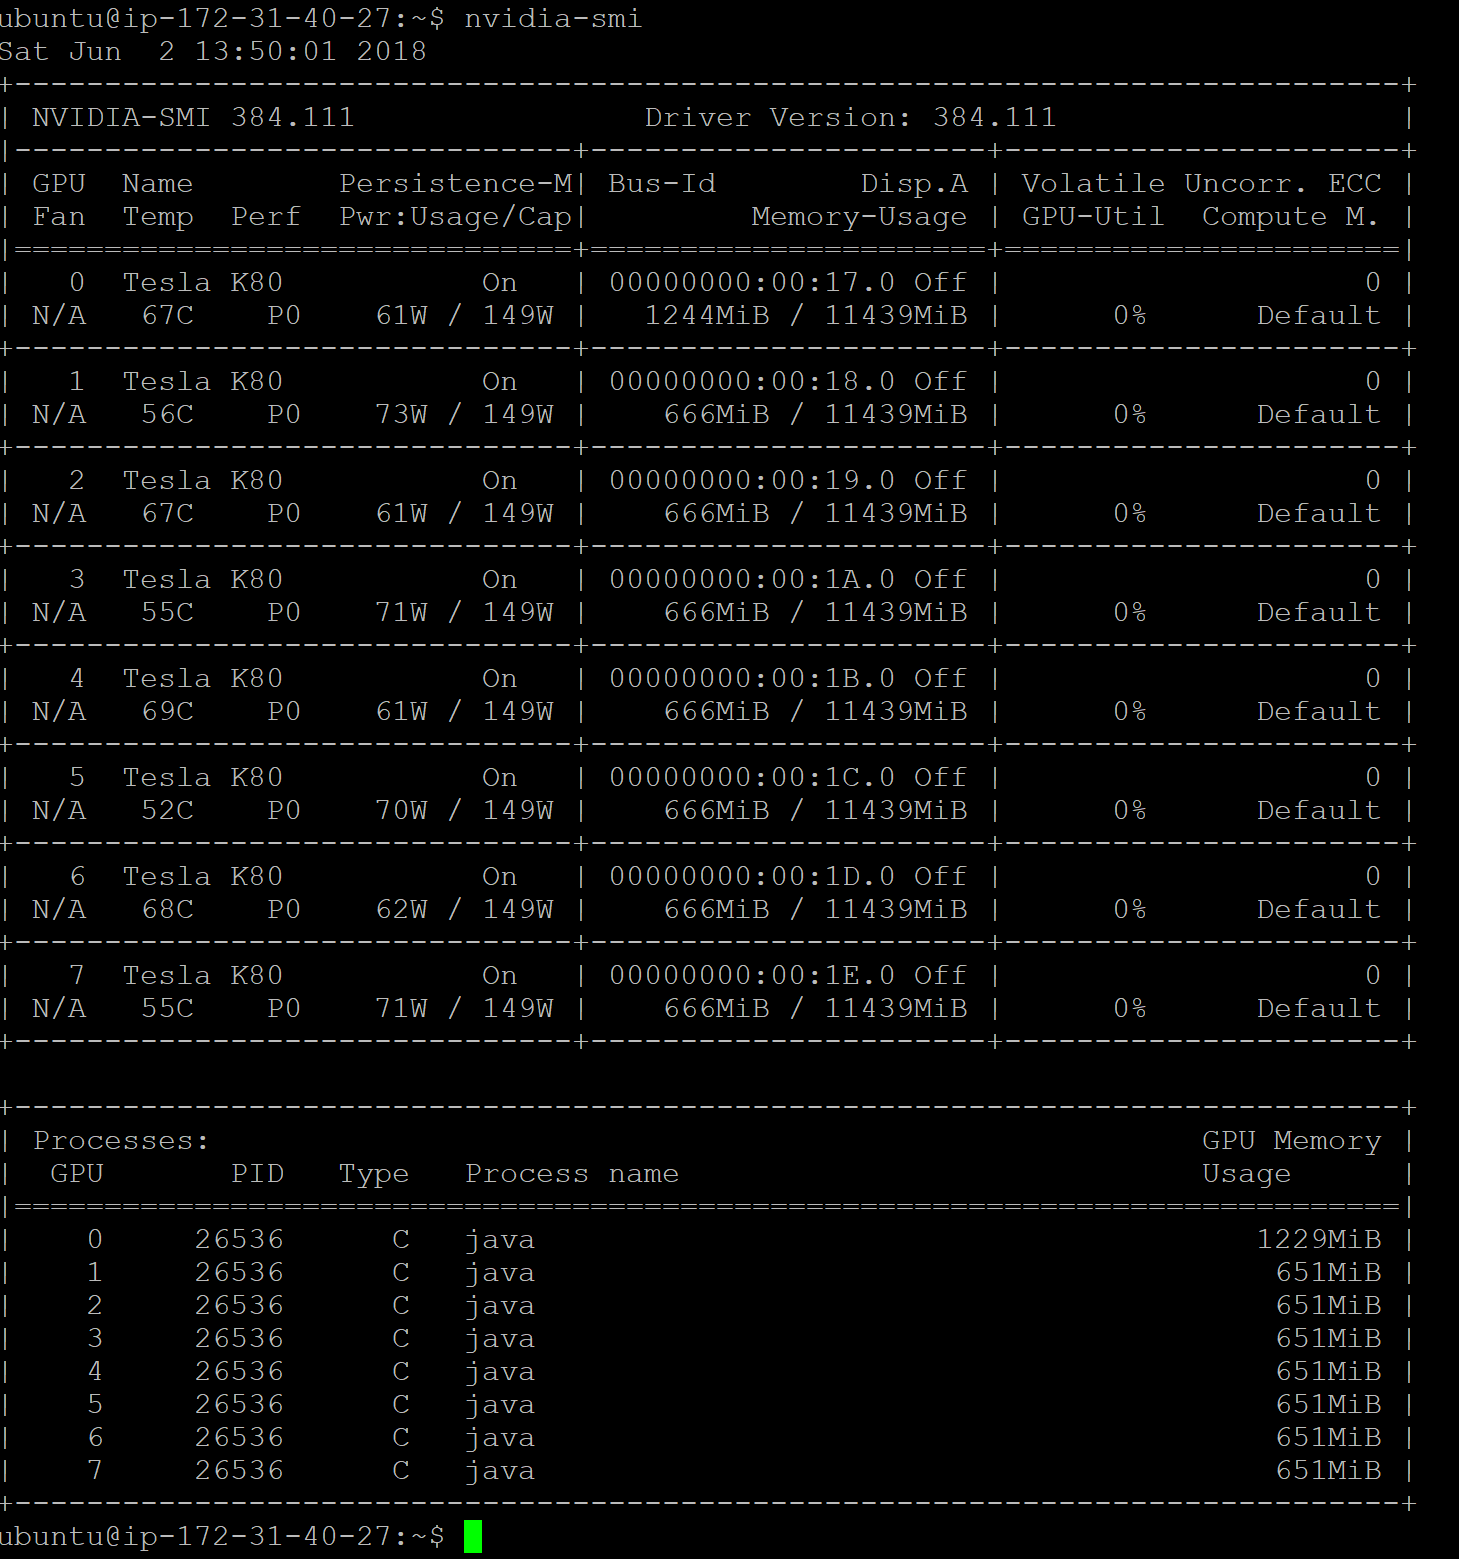 ubuntu@ip-172-31-40-27:~$ nvidia-smi
Sat Jun  2 13:50:01 2018
+-----------------------------------------------------------------------------+
| NVIDIA-SMI 384.111                Driver Version: 384.111                   |
|-------------------------------+----------------------+----------------------+
| GPU  Name        Persistence-M| Bus-Id        Disp.A | Volatile Uncorr. ECC |
| Fan  Temp  Perf  Pwr:Usage/Cap|         Memory-Usage | GPU-Util  Compute M. |
|===============================+======================+======================|
|   0  Tesla K80           On   | 00000000:00:17.0 Off |                    0 |
| N/A   67C    P0    61W / 149W |   1244MiB / 11439MiB |      0%      Default |
+-------------------------------+----------------------+----------------------+
|   1  Tesla K80           On   | 00000000:00:18.0 Off |                    0 |
| N/A   56C    P0    73W / 149W |    666MiB / 11439MiB |      0%      Default |
+-------------------------------+----------------------+----------------------+
|   2  Tesla K80           On   | 00000000:00:19.0 Off |                    0 |
| N/A   67C    P0    61W / 149W |    666MiB / 11439MiB |      0%      Default |
+-------------------------------+----------------------+----------------------+
|   3  Tesla K80           On   | 00000000:00:1A.0 Off |                    0 |
| N/A   55C    P0    71W / 149W |    666MiB / 11439MiB |      0%      Default |
+-------------------------------+----------------------+----------------------+
|   4  Tesla K80           On   | 00000000:00:1B.0 Off |                    0 |
| N/A   69C    P0    61W / 149W |    666MiB / 11439MiB |      0%      Default |
+-------------------------------+----------------------+----------------------+
|   5  Tesla K80           On   | 00000000:00:1C.0 Off |                    0 |
| N/A   52C    P0    70W / 149W |    666MiB / 11439MiB |      0%      Default |
+-------------------------------+----------------------+----------------------+
|   6  Tesla K80           On   | 00000000:00:1D.0 Off |                    0 |
| N/A   68C    P0    62W / 149W |    666MiB / 11439MiB |      0%      Default |
+-------------------------------+----------------------+----------------------+
|   7  Tesla K80           On   | 00000000:00:1E.0 Off |                    0 |
| N/A   55C    P0    71W / 149W |    666MiB / 11439MiB |      0%      Default |
+-------------------------------+----------------------+----------------------+

+-----------------------------------------------------------------------------+
| Processes:                                                       GPU Memory |
|  GPU       PID   Type   Process name                             Usage      |
|=============================================================================|
|    0     26536      C   java                                        1229MiB |
|    1     26536      C   java                                         651MiB |
|    2     26536      C   java                                         651MiB |
|    3     26536      C   java                                         651MiB |
|    4     26536      C   java                                         651MiB |
|    5     26536      C   java                                         651MiB |
|    6     26536      C   java                                         651MiB |
|    7     26536      C   java                                         651MiB |
+-----------------------------------------------------------------------------+
ubuntu@ip-172-31-40-27:~$